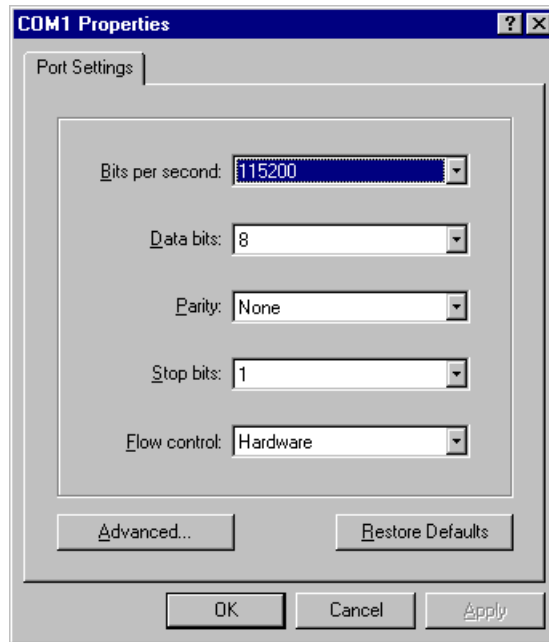 COM1 Properties
Port Settings
Bits per second: 115200
Data bits: 8
Parity: None
Stop bits: 1
Flow control: Hardware
Advanced... Restore Defaults
OK Cancel Apply